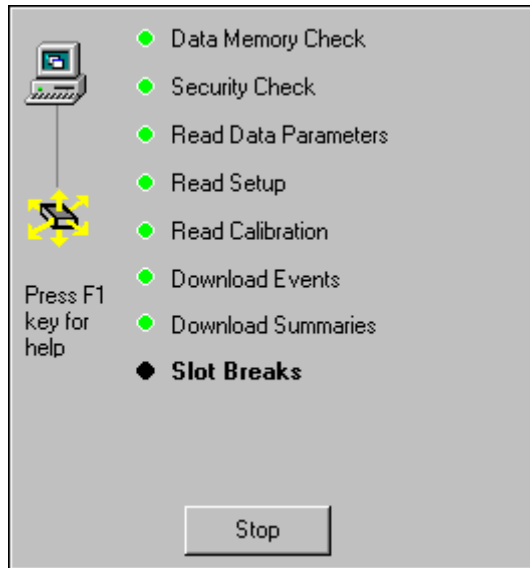 Data Memory Check
Security Check
Read Data Parameters
Read Setup
Read Calibration
Download Events
Download Summaries
Slot Breaks
Press F1
key for
help
Stop